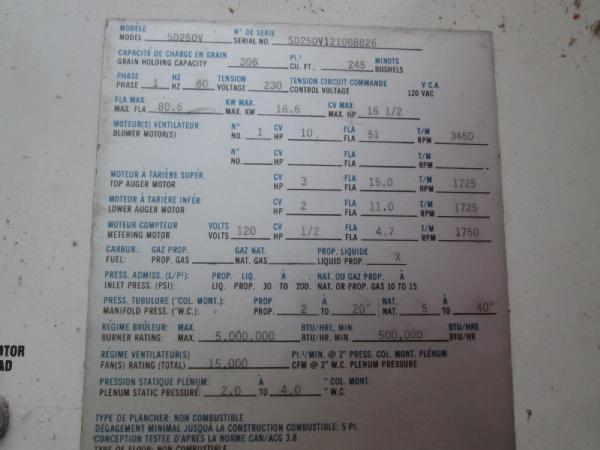 MODÈLE N° DE SÉRIE
MODEL SD250V SERIAL NO. SD250V1210B8826
CAPACITÉ DE CHARGE EN GRAIN PI.³ MINOTS
GRAIN HOLDING CAPACITY 306 CU. FT., 245 BUSHELS
PHASE HZ TENSION TENSION CIRCUIT COMMANDE V C.A.
PHASE 1 HZ 60 VOLTAGE 230 CONTROL VOLTAGE 120 VAC
FLA MAX. KW MAX. CV MAX
MAX. FLA 80.6 MAX. KW 16.6 MAX. HP 15 1/2
MOTEUR(S) VENTILATEUR N° CV FLA T/M
BLOWER MOTOR(S) NO. 1 HP 10 FLA 51 RPM 3450
N° CV FLA T/M
NO. HP FLA RPM
MOTEUR À TARIÈRE SUPÉR. CV FLA T/M
TOP AUGER MOTOR HP 3 FLA 15.0 RPM 1725
MOTEUR À TARIÈRE INFÉR. CV FLA T/M
LOWER AUGER MOTOR HP 2 FLA 11.0 RPM 1725
MOTEUR COMPTEUR VOLTS CV FLA T/M
METERING MOTOR VOLTS 120 HP 1/2 FLA 4.7 RPM 1750
CARBUR.: GAZ PROP. GAZ NAT. PROP. LIQUIDE
FUEL: PROP. GAS NAT. GAS LIQUID PROP. X
PRESS. ADMISS. (L/P²): PROP. LIQ. À : NAT. OU GAZ PROP. À
INLET PRESS. (PSI): LIQ. PROP. 30 TO 200: NAT. OR PROP. GAS 10 TO 15
PRESS. TUBULURE ("COL. MONT.): PROP. À : NAT. À
MANIFOLD PRESS. ("W.C.): PROP. 2 TO 20" : NAT. 5 TO 40"
RÉGIME BRÛLEUR: MAX. BTU/HRE, MIN. BTU/HRE
BURNER RATING: MAX. 5,000,000 BTU/HR. MIN. 500,000 BTU/HR
RÉGIME VENTILATEUR(S) PI.³/MIN. @ 2" PRESS. COL. MONT. PLÉNUM
FAN(S) RATING (TOTAL) 15,000 CFM @ 2" W.C. PLENUM PRESSURE
PRESSION STATIQUE PLÉNUM: À " COL. MONT.
PLENUM STATIC PRESSURE: 2.0 TO 4.0 " W.C.
TYPE DE PLANCHER: NON COMBUSTIBLE
DÉGAGEMENT MINIMAL JUSQU'À LA CONSTRUCTION COMBUSTIBLE: 5 PI.
CONCEPTION TESTÉE D'APRÈS LA NORME CAN/ACG 3.8
TYPE OF FLOOR: NON COMBUSTIBLE
OTOR
AD